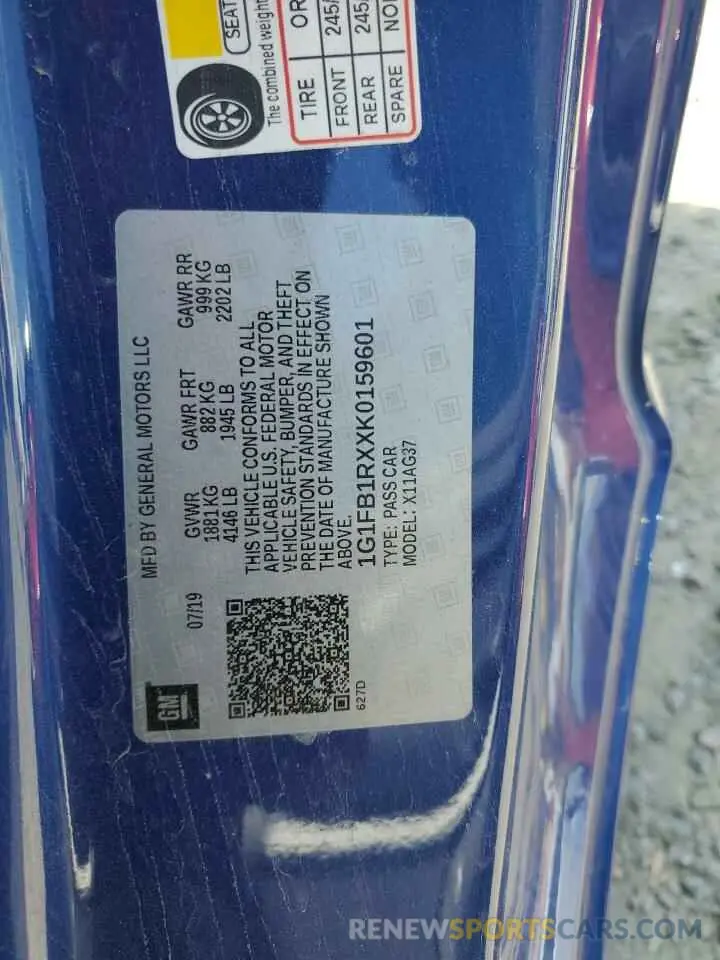 SEAT
The combined weight
TIRE OR
FRONT 245/
REAR 245/
SPARE NO
MFD BY GENERAL MOTORS LLC
07/19
GVWR GAWR FRT GAWR RR
1881 KG 882 KG 999 KG
4146 LB 1945 LB 2202 LB
THIS VEHICLE CONFORMS TO ALL
APPLICABLE U.S. FEDERAL MOTOR
VEHICLE SAFETY, BUMPER, AND THEFT
PREVENTION STANDARDS IN EFFECT ON
THE DATE OF MANUFACTURE SHOWN
ABOVE.
1G1FB1RXXK0159601
TYPE: PASS CAR
MODEL: X11AG37
GM
627D
RENEWSPORTSCARS.COM